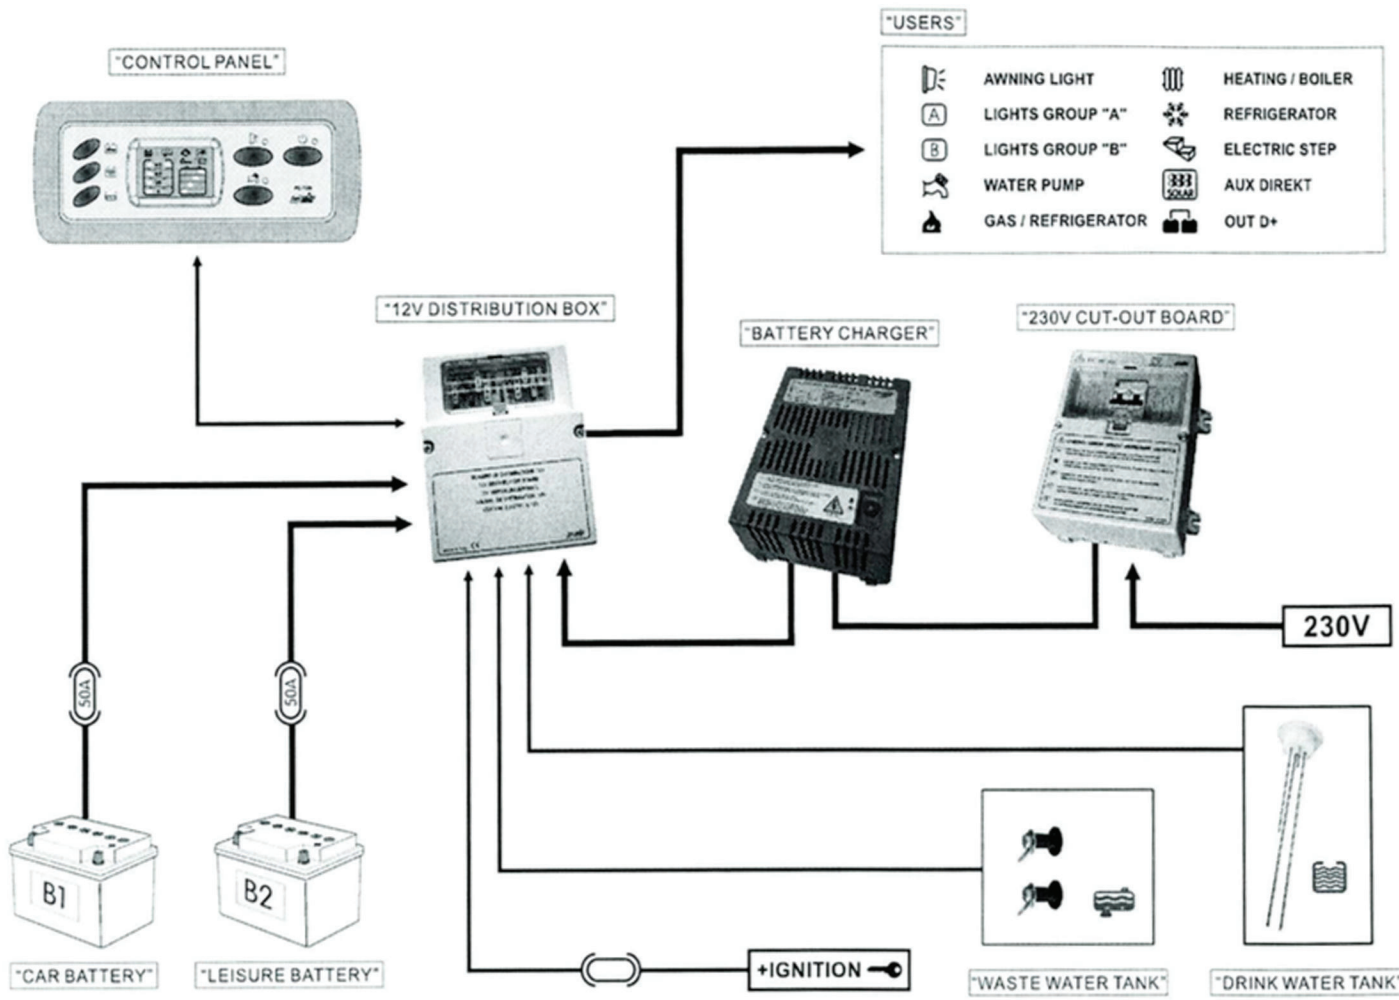 "USERS"
"CONTROL PANEL"
AWNING LIGHT
HEATING / BOILER
A
LIGHTS GROUP "A"
REFRIGERATOR
B
LIGHTS GROUP "B"
ELECTRIC STEP
WATER PUMP
SOLAR
AUX DIREKT
GAS / REFRIGERATOR
OUT D+
"12V DISTRIBUTION BOX"
"BATTERY CHARGER"
"230V CUT-OUT BOARD"
230V
50A
50A
B1
B2
+IGNITION
"CAR BATTERY"
"LEISURE BATTERY"
"WASTE WATER TANK"
"DRINK WATER TANK"